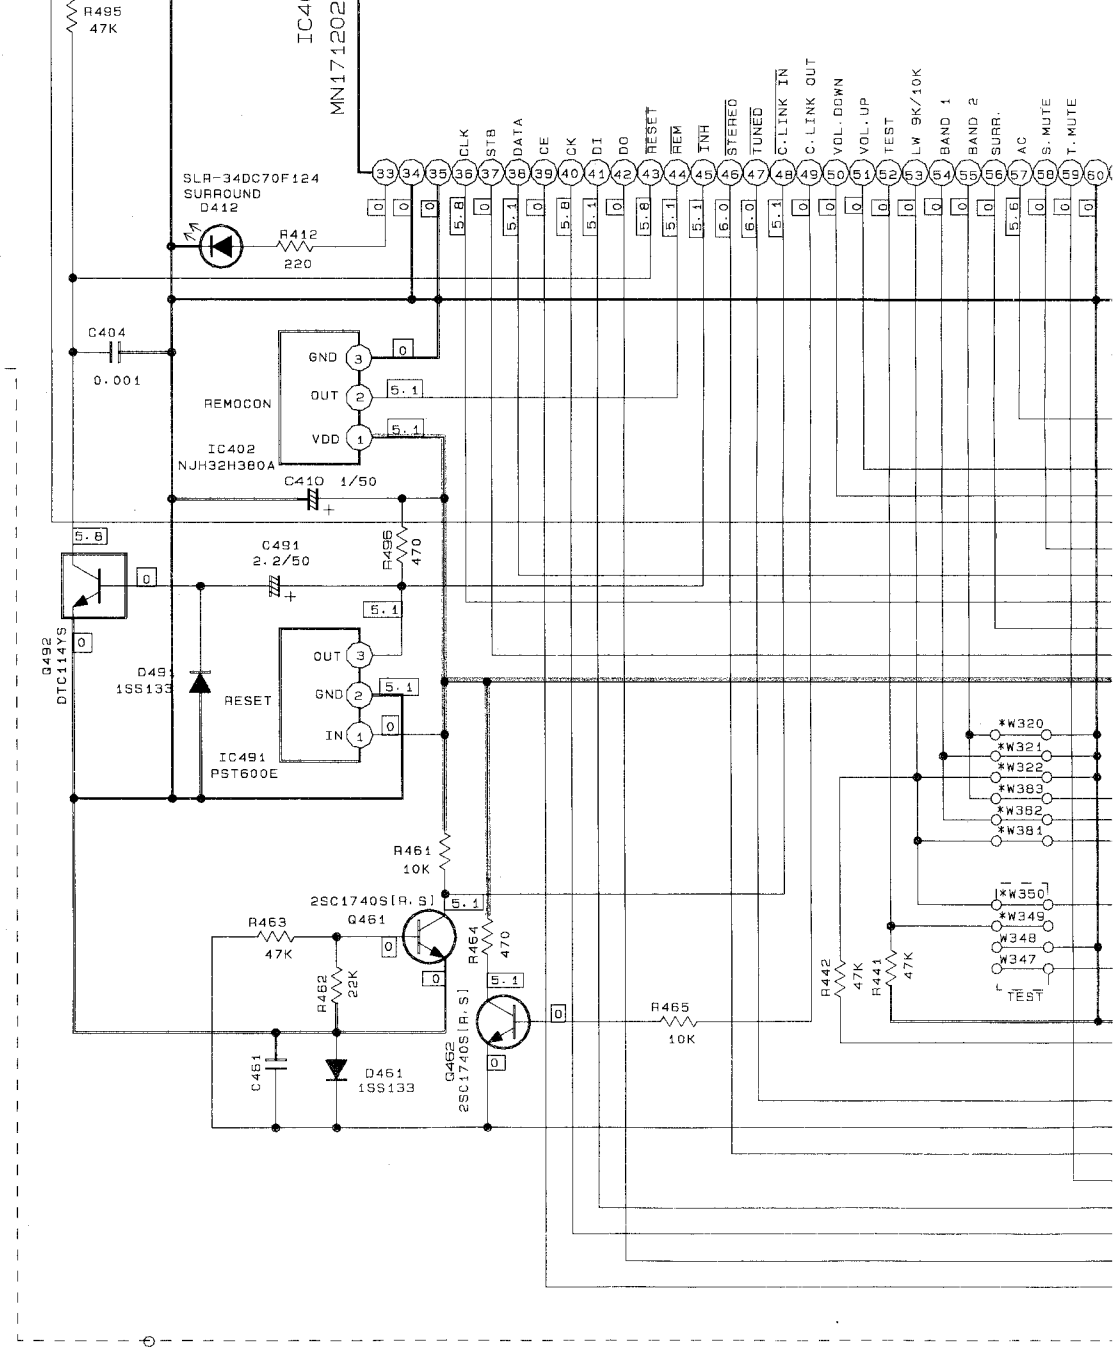 R495
47K
IC40
MN171202
CLK
STB
DATA
CE
CK
DI
DO
RESET
REM
INH
STEREO
TUNED
C.LINK IN
C.LINK OUT
VOL.DOWN
VOL.UP
TEST
LW 9K/10K
BAND 1
BAND 2
SURR.
AC
S.MUTE
T.MUTE
33 34 35 36 37 38 39 40 41 42 43 44 45 46 47 48 49 50 51 52 53 54 55 56 57 58 59 60
0 0 0 5.8 0 5.1 0 5.8 5.1 0 5.8 5.1 0 6.0 6.0 5.1 0 0 0 0 0 0 0 0 5.6 0 0 0
SLR-34DC70F124
SURROUND
D412
R412
220
C404
0.001
GND 3 0
OUT 2 5.1
VDD 1 5.1
REMOCON
IC402
NJH32H380A
C410 1/50
+
R496
470
5.8
C491
2.2/50
+
0
5.1
0
Q492
DTC114YS
D491
1SS133
OUT 3
GND 2 5.1
IN 1 0
RESET
IC491
PST600E
*W320
*W321
*W322
*W383
*W382
*W381
R461
10K
2SC1740S[R,S]
Q461
5.1
0
0
R463
47K
R462
22K
R464
470
5.1
*W350
*W349
W348
W347
TEST
R442
47K
R441
47K
0
R465
10K
0
Q462
2SC1740S[R,S]
C461
D461
1SS133